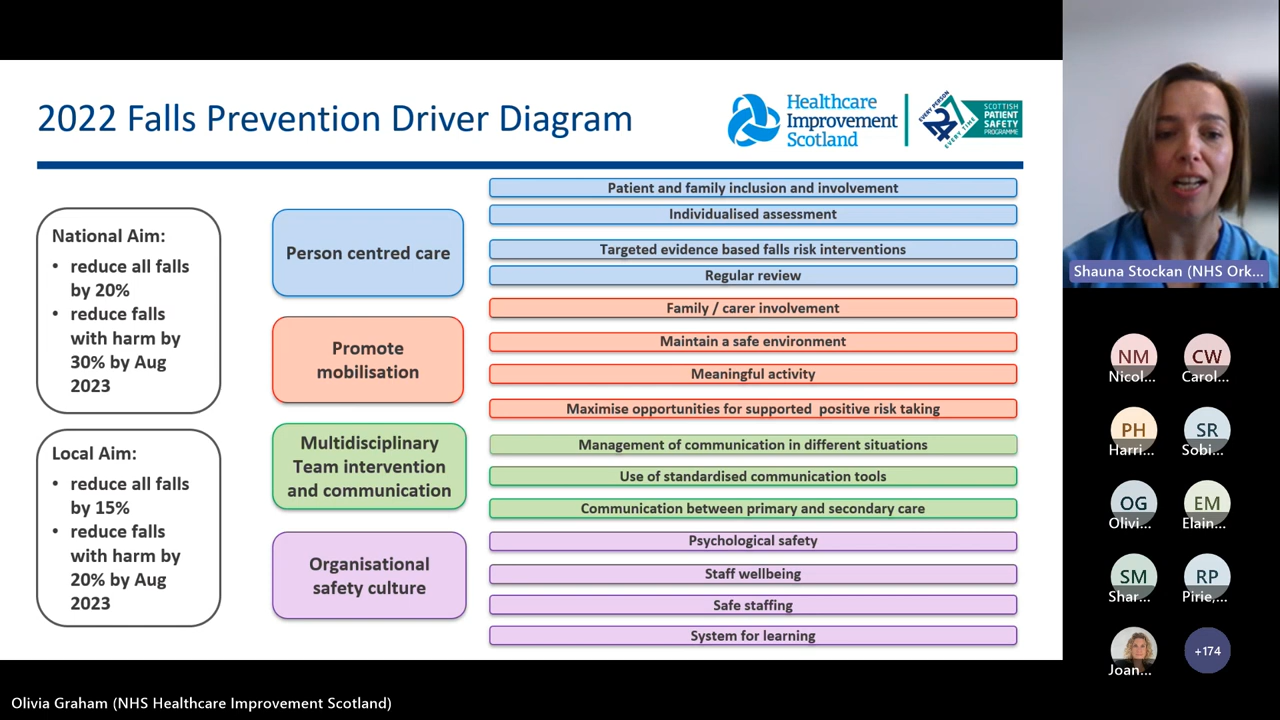 2022 Falls Prevention Driver Diagram
Healthcare
Improvement
Scotland
EVERY PERSON
24
EVERY TIME
SCOTTISH
PATIENT
SAFETY
PROGRAMME
National Aim:
• reduce all falls
by 20%
• reduce falls
with harm by
30% by Aug
2023
Local Aim:
• reduce all falls
by 15%
• reduce falls
with harm by
20% by Aug
2023
Person centred care
Patient and family inclusion and involvement
Individualised assessment
Targeted evidence based falls risk interventions
Regular review
Promote
mobilisation
Family / carer involvement
Maintain a safe environment
Meaningful activity
Maximise opportunities for supported positive risk taking
Multidisciplinary
Team intervention
and communication
Management of communication in different situations
Use of standardised communication tools
Communication between primary and secondary care
Organisational
safety culture
Psychological safety
Staff wellbeing
Safe staffing
System for learning
Shauna Stockan (NHS Ork...
NM
Nicol...
CW
Carol...
PH
Harri...
SR
Sobi...
OG
Olivi...
EM
Elain...
SM
Shar...
RP
Pirie,...
Joan...
+174
Olivia Graham (NHS Healthcare Improvement Scotland)